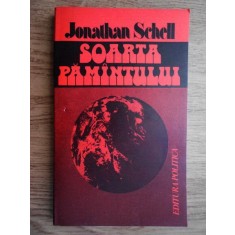 Jonathan Schell
SOARTA
PĂMÎNTULUI
EDITURA POLITICĂ